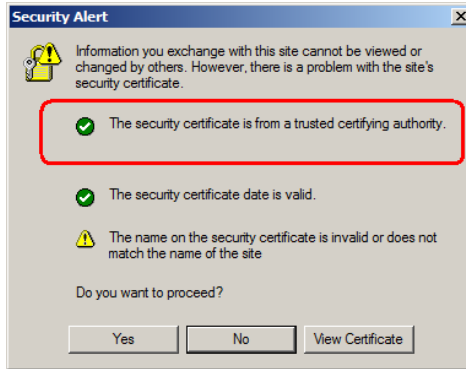 Security Alert
Information you exchange with this site cannot be viewed or
changed by others. However, there is a problem with the site's
security certificate.
The security certificate is from a trusted certifying authority.
The security certificate date is valid.
The name on the security certificate is invalid or does not
match the name of the site
Do you want to proceed?
Yes No View Certificate